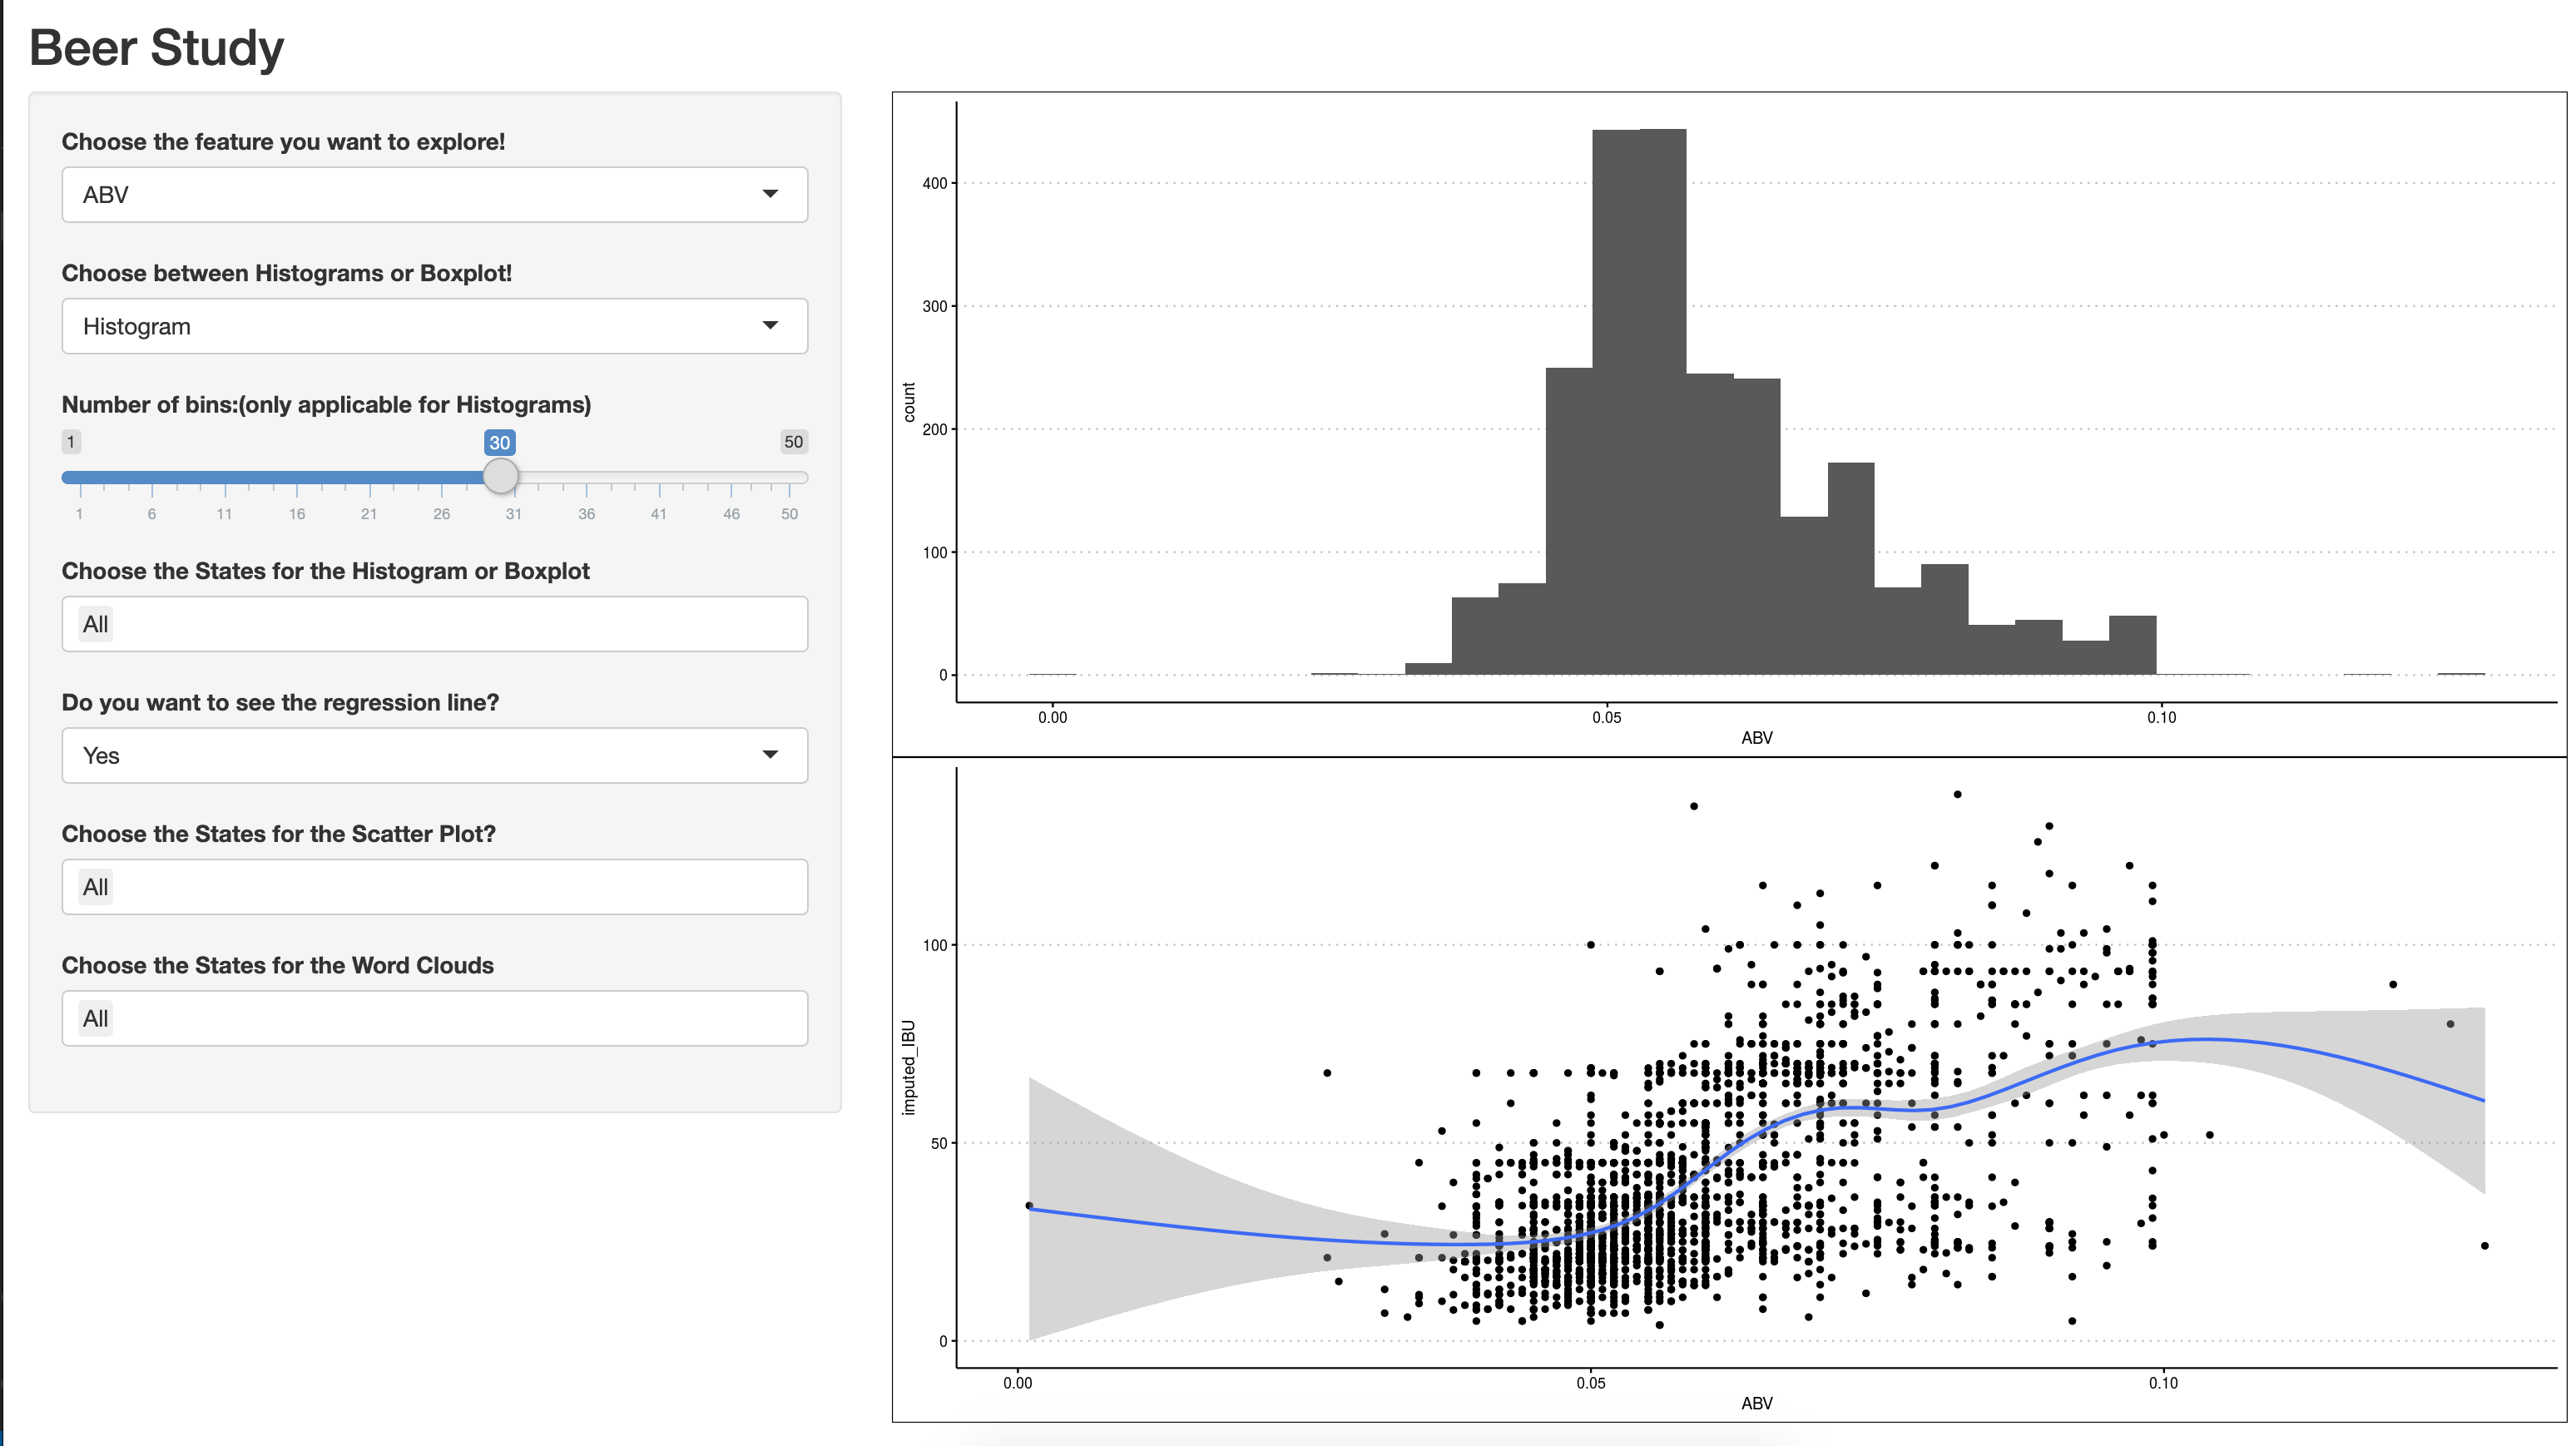 Beer Study
Choose the feature you want to explore!
ABV
Choose between Histograms or Boxplot!
Histogram
Number of bins:(only applicable for Histograms)
1 30 50
1 6 11 16 21 26 31 36 41 46 50
Choose the States for the Histogram or Boxplot
All
Do you want to see the regression line?
Yes
Choose the States for the Scatter Plot?
All
Choose the States for the Word Clouds
All
count
400
300
200
100
0
0.00 0.05 0.10
ABV
imputed_IBU
100
50
0
0.00 0.05 0.10
ABV